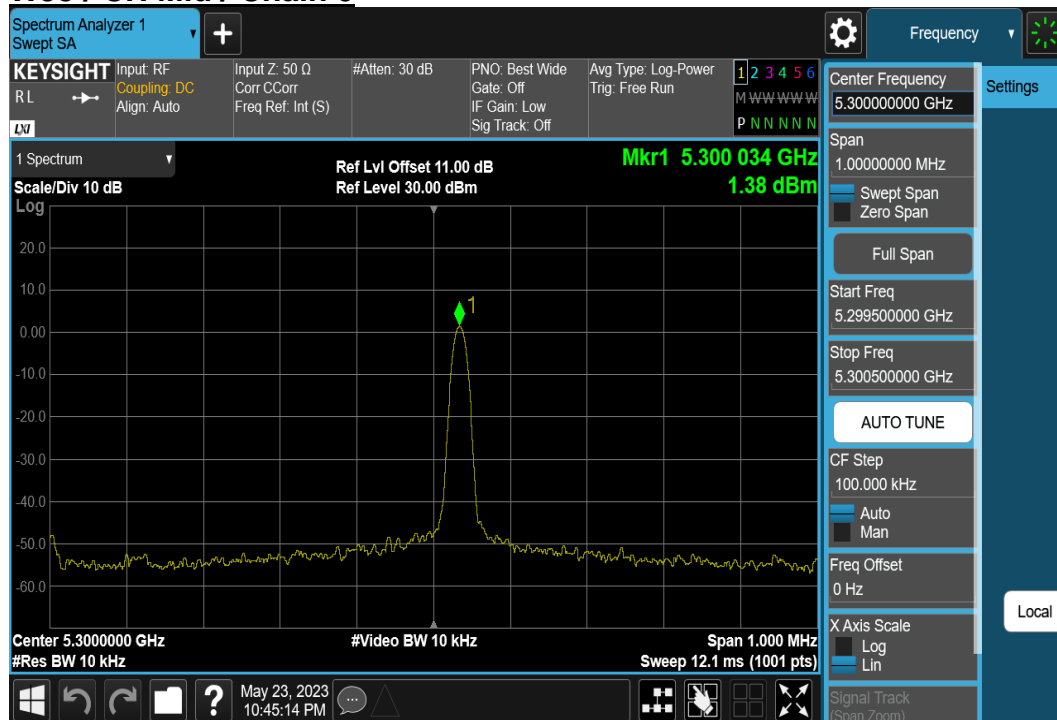 Spectrum Analyzer 1
Swept SA
Frequency
KEYSIGHT
RL
LXI
Input: RF
Coupling: DC
Align: Auto
Input Z: 50 Ω
Corr CCorr
Freq Ref: Int (S)
#Atten: 30 dB
PNO: Best Wide
Gate: Off
IF Gain: Low
Sig Track: Off
Avg Type: Log-Power
Trig: Free Run
1 2 3 4 5 6
M W W W W W
P N N N N N
1 Spectrum
Scale/Div 10 dB
Log
Ref Lvl Offset 11.00 dB
Ref Level 30.00 dBm
Mkr1 5.300 034 GHz
1.38 dBm
1
20.0
10.0
0.00
-10.0
-20.0
-30.0
-40.0
-50.0
-60.0
Center 5.3000000 GHz
#Res BW 10 kHz
#Video BW 10 kHz
Span 1.000 MHz
Sweep 12.1 ms (1001 pts)
May 23, 2023
10:45:14 PM
Center Frequency
5.300000000 GHz
Span
1.00000000 MHz
Swept Span
Zero Span
Full Span
Start Freq
5.299500000 GHz
Stop Freq
5.300500000 GHz
AUTO TUNE
CF Step
100.000 kHz
Auto
Man
Freq Offset
0 Hz
X Axis Scale
Log
Lin
Signal Track
(Span Zoom)
Settings
Local